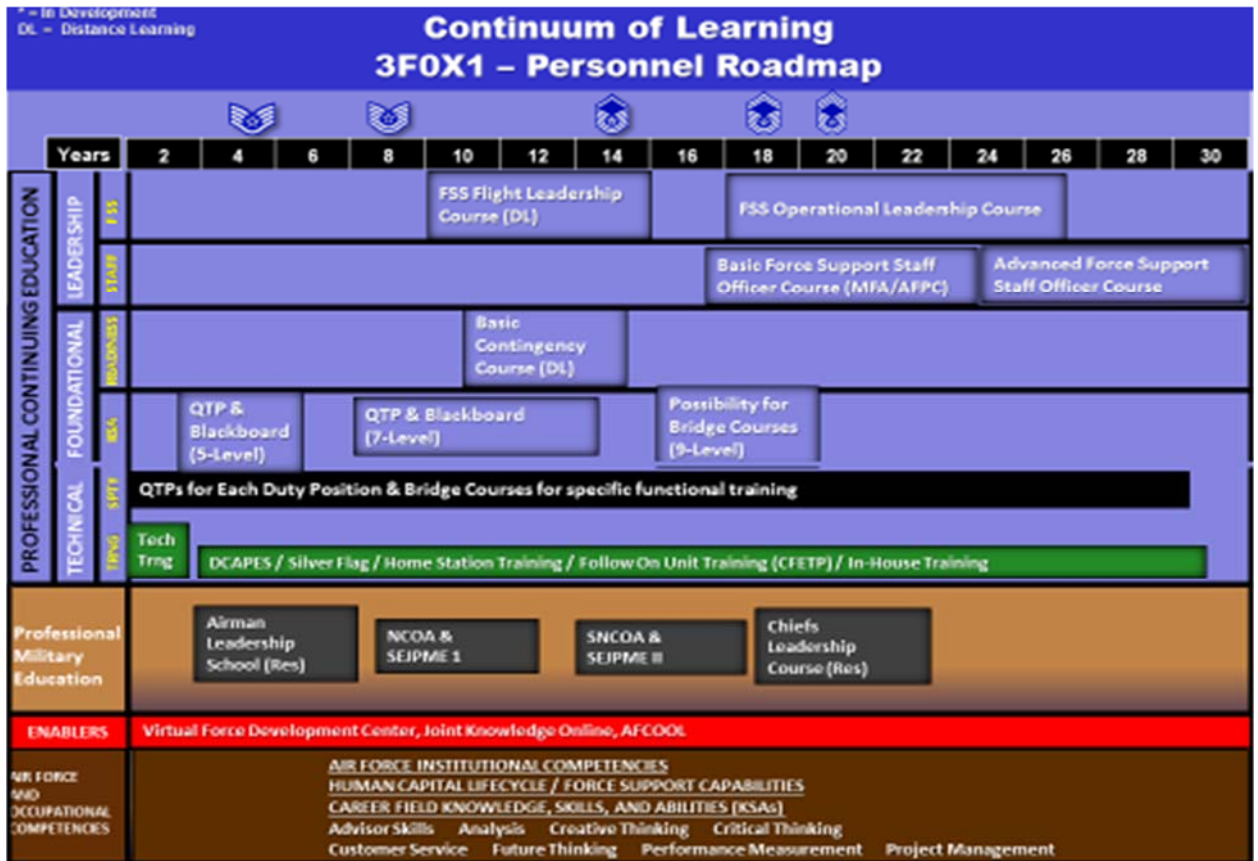 * – In Development
DL – Distance Learning
Continuum of Learning
3F0X1 – Personnel Roadmap
Years 2 4 6 8 10 12 14 16 18 20 22 24 26 28 30
PROFESSIONAL CONTINUING EDUCATION
LEADERSHIP
FSS
FSS Flight Leadership
Course (DL)
FSS Operational Leadership Course
STAFF
Basic Force Support Staff
Officer Course (MFA/AFPC)
Advanced Force Support
Staff Officer Course
FOUNDATIONAL
READINESS
Basic
Contingency
Course (DL)
KSA
QTP &
Blackboard
(5-Level)
QTP & Blackboard
(7-Level)
Possibility for
Bridge Courses
(9-Level)
TECHNICAL
SPTY
QTPs for Each Duty Position & Bridge Courses for specific functional training
TRNG
Tech
Trng
DCAPES / Silver Flag / Home Station Training / Follow On Unit Training (CFETP) / In-House Training
Professional
Military
Education
Airman
Leadership
School (Res)
NCOA &
SEJPME 1
SNCOA &
SEJPME II
Chiefs
Leadership
Course (Res)
ENABLERS
Virtual Force Development Center, Joint Knowledge Online, AFCOOL
AIR FORCE
AND
OCCUPATIONAL
COMPETENCIES
AIR FORCE INSTITUTIONAL COMPETENCIES
HUMAN CAPITAL LIFECYCLE / FORCE SUPPORT CAPABILITIES
CAREER FIELD KNOWLEDGE, SKILLS, AND ABILITIES (KSAs)
Advisor Skills Analysis Creative Thinking Critical Thinking
Customer Service Future Thinking Performance Measurement Project Management